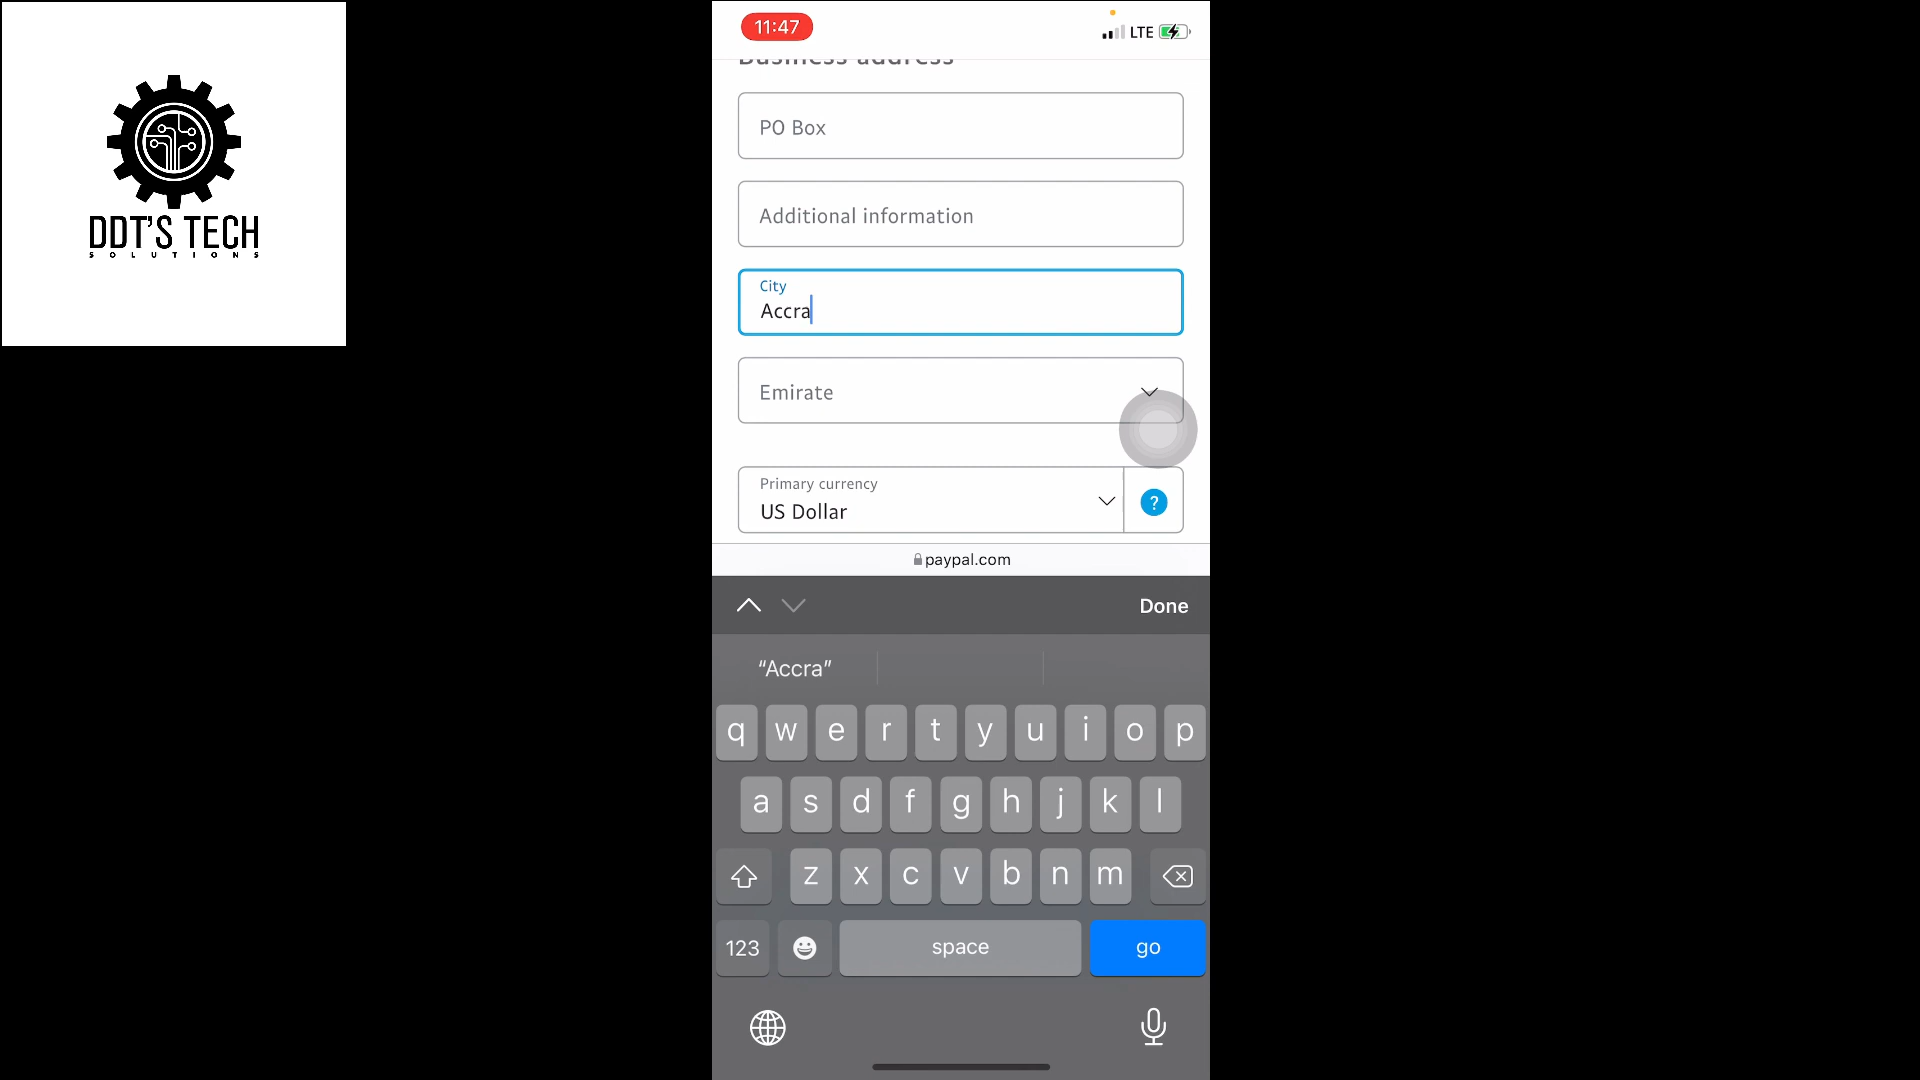 DDT'S TECH
SOLUTIONS
11:47
LTE
Business address
PO Box
Additional information
City
Accra
Emirate
Primary currency
US Dollar
?
paypal.com
Done
“Accra”
q w e r t y u i o p
a s d f g h j k l
z x c v b n m
123 space go